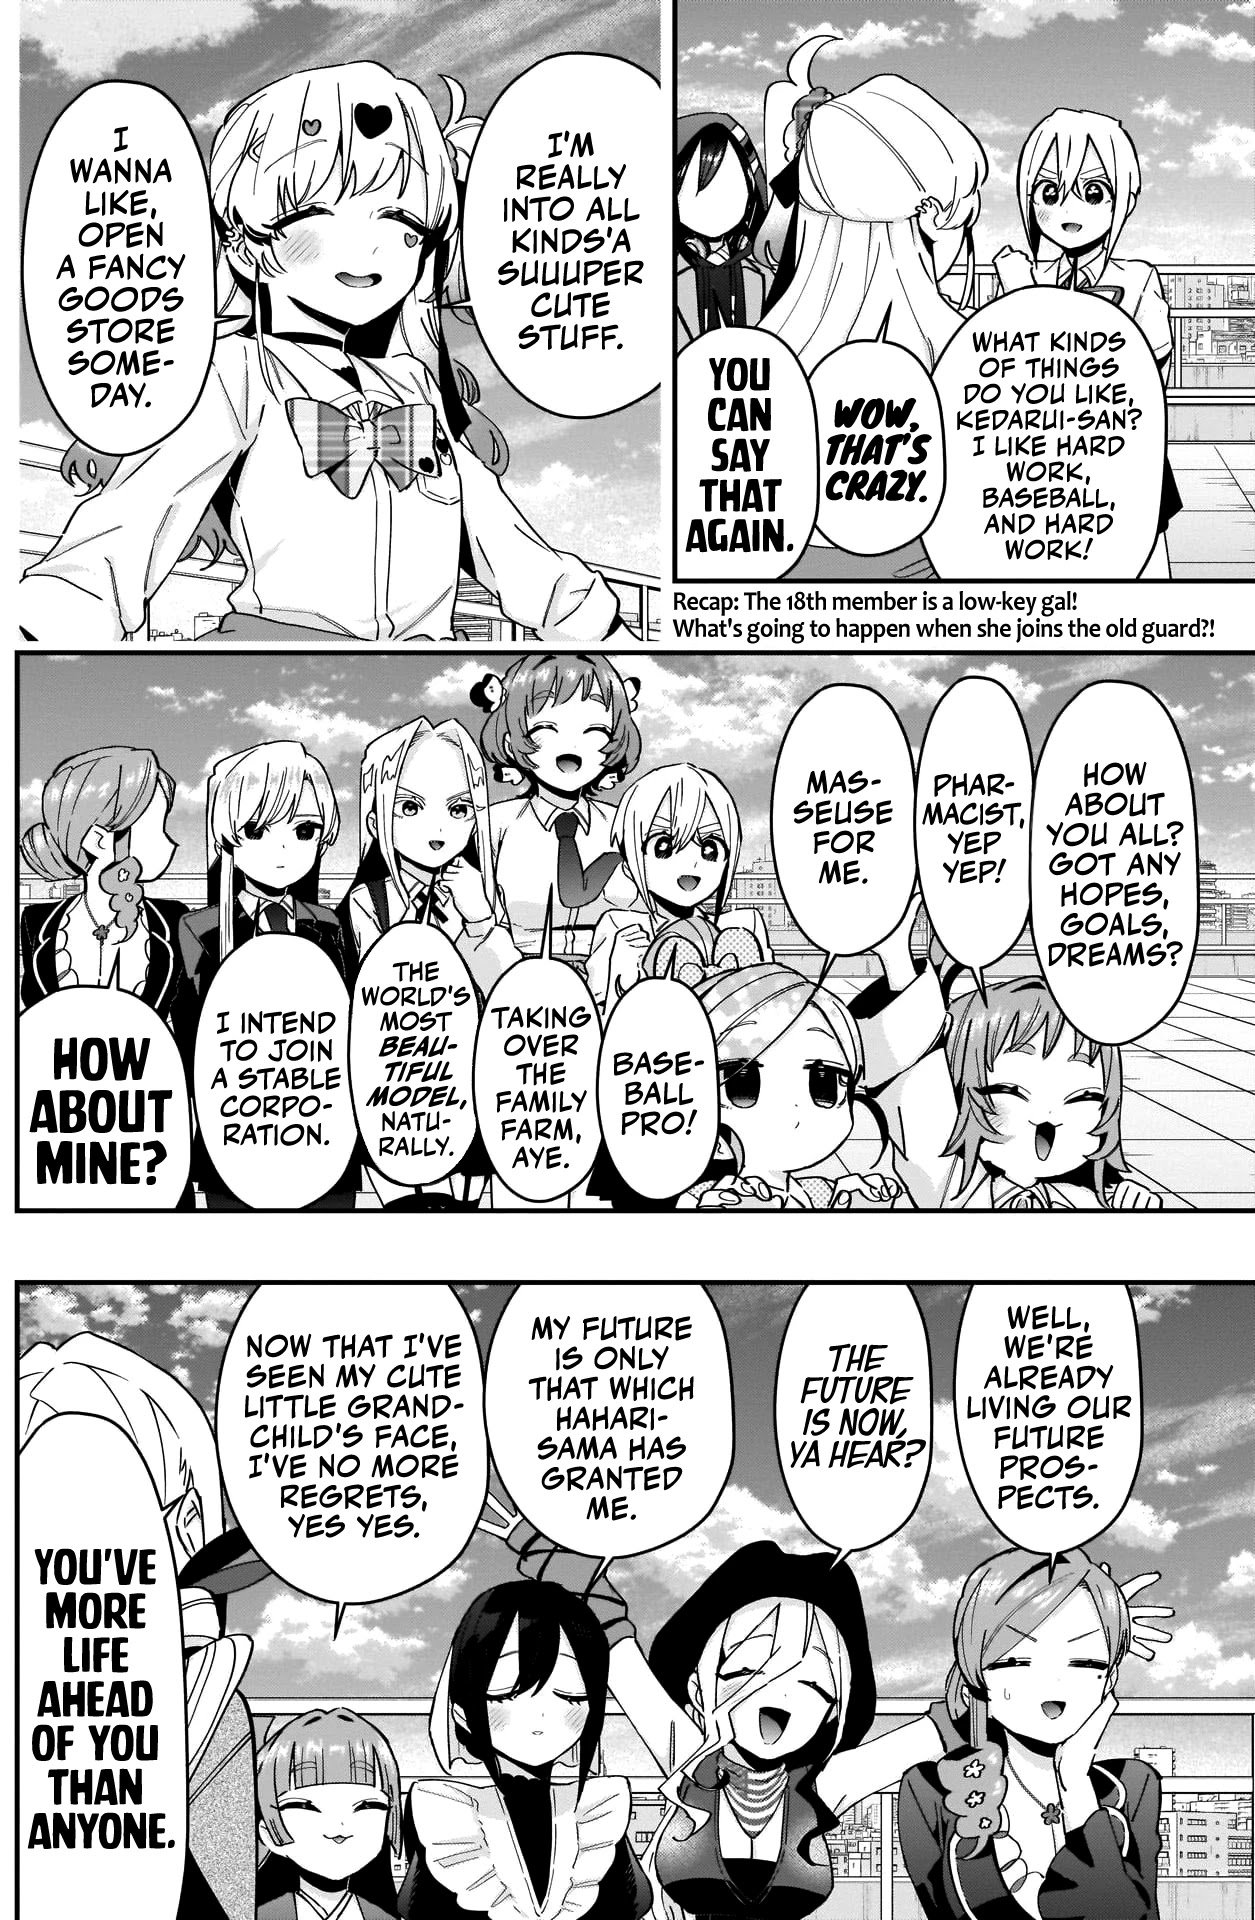 WHAT KINDS
OF THINGS
DO YOU LIKE,
KEDARUI-SAN?
I LIKE HARD
WORK,
BASEBALL,
AND HARD
WORK!
WOW,
THAT'S
CRAZY.
YOU
CAN
SAY
THAT
AGAIN.
Recap: The 18th member is a low-key gal!
What's going to happen when she joins the old guard?!
I'M
REALLY
INTO ALL
KINDS'A
SUUUPER
CUTE
STUFF.
I
WANNA
LIKE,
OPEN
A FANCY
GOODS
STORE
SOME-
DAY.
HOW
ABOUT
YOU ALL?
GOT ANY
HOPES,
GOALS,
DREAMS?
PHAR-
MACIST,
YEP
YEP!
MAS-
SEUSE
FOR
ME.
BASE-
BALL
PRO!
TAKING
OVER
THE
FAMILY
FARM,
AYE.
THE
WORLD'S
MOST
BEAU-
TIFUL
MODEL,
NATU-
RALLY.
I INTEND
TO JOIN
A STABLE
CORPO-
RATION.
HOW
ABOUT
MINE?
WELL,
WE'RE
ALREADY
LIVING OUR
FUTURE
PROS-
PECTS.
THE
FUTURE
IS NOW,
YA HEAR?
MY FUTURE
IS ONLY
THAT WHICH
HAHARI-
SAMA HAS
GRANTED
ME.
NOW THAT I'VE
SEEN MY CUTE
LITTLE GRAND-
CHILD'S FACE,
I'VE NO MORE
REGRETS,
YES YES.
YOU'VE
MORE
LIFE
AHEAD
OF YOU
THAN
ANYONE.